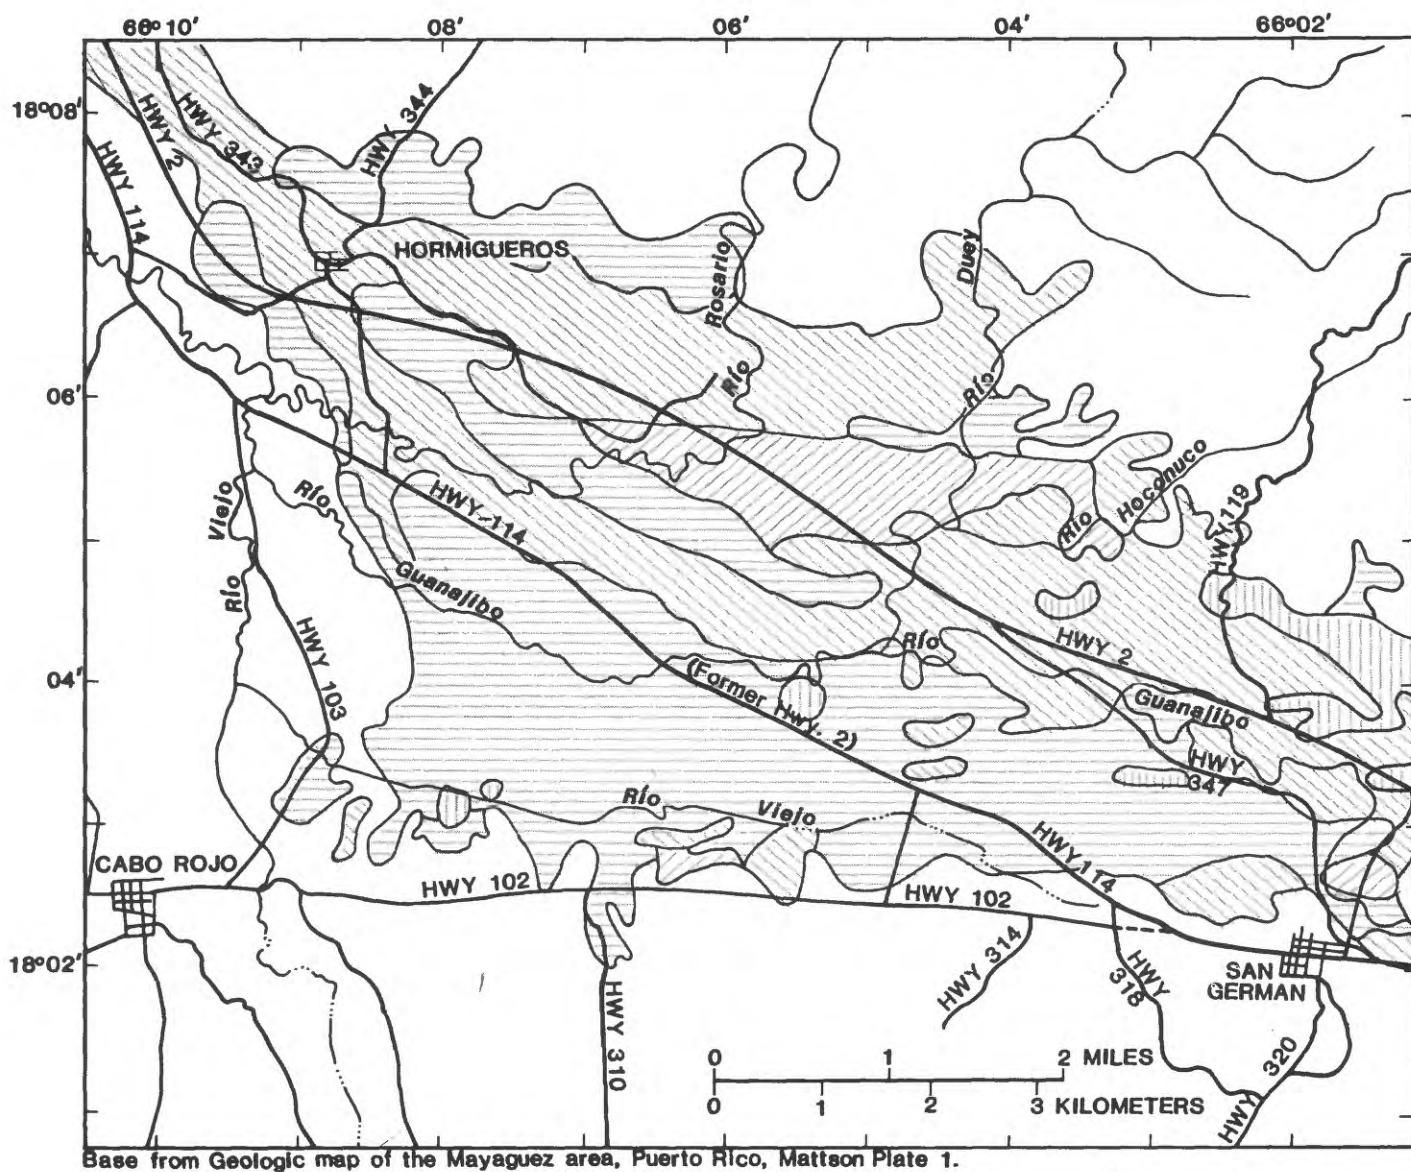 66°10′ 08′ 06′ 04′ 66°02′
18°08′
HWY 2
HWY 343
HWY 344
HWY 114
HORMIGUEROS
Rosario
Río
Duey
Río
06′
Río Hoconuco
HWY 119
Viejo
Río
Río
Guanajibo
HWY 114
(Former Hwy. 2)
HWY 103
04′
Río
HWY 2
Guanajibo
HWY
347
Río Viejo
HWY 114
CABO ROJO
HWY 102
HWY 102
18°02′
HWY 314
HWY
318
SAN
GERMAN
HWY 310
HWY 320
0 1 2 MILES
0 1 2 3 KILOMETERS
Base from Geologic map of the Mayaguez area, Puerto Rico, Mattson Plate 1.